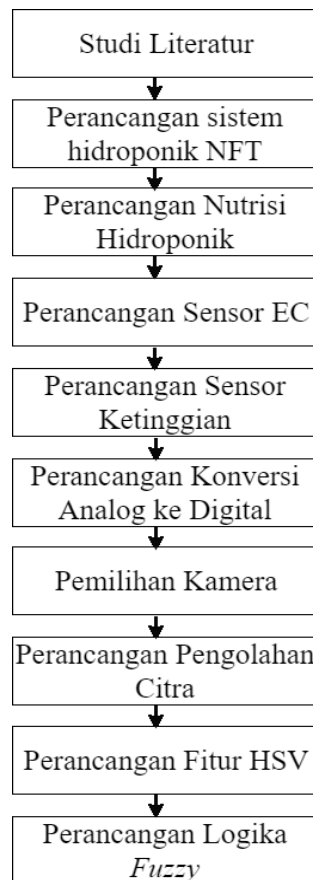 Studi Literatur
Perancangan sistem
hidroponik NFT
Perancangan Nutrisi
Hidroponik
Perancangan Sensor EC
Perancangan Sensor
Ketinggian
Perancangan Konversi
Analog ke Digital
Pemilihan Kamera
Perancangan Pengolahan
Citra
Perancangan Fitur HSV
Perancangan Logika
Fuzzy